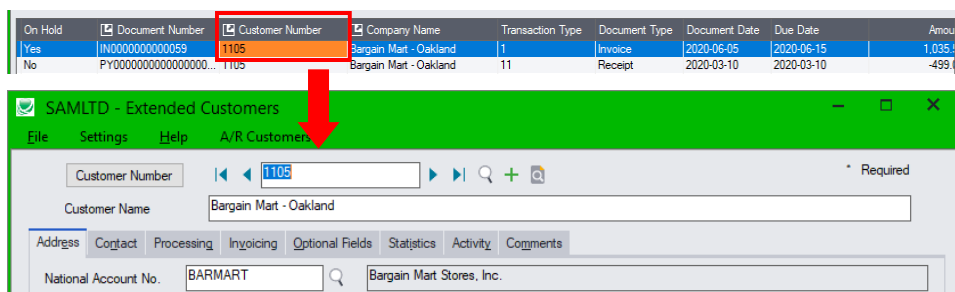 On Hold Document Number Customer Number Company Name Transaction Type Document Type Document Date Due Date
Yes IN0000000000059 1105 Bargain Mart - Oakland 1 Invoice 2020-06-05 2020-06-15
No 1105 Bargain Mart - Oakland 11 Receipt 2020-03-10 2020-03-10
SAMLTD - Extended Customers
File Settings Help A/R
Customer Number 1105 * Required
Customer Name Bargain Mart - Oakland
Address Contact Processing Invoicing Optional Fields Statistics Activity Comments
National Account No. BARMART Bargain Mart Stores, Inc.